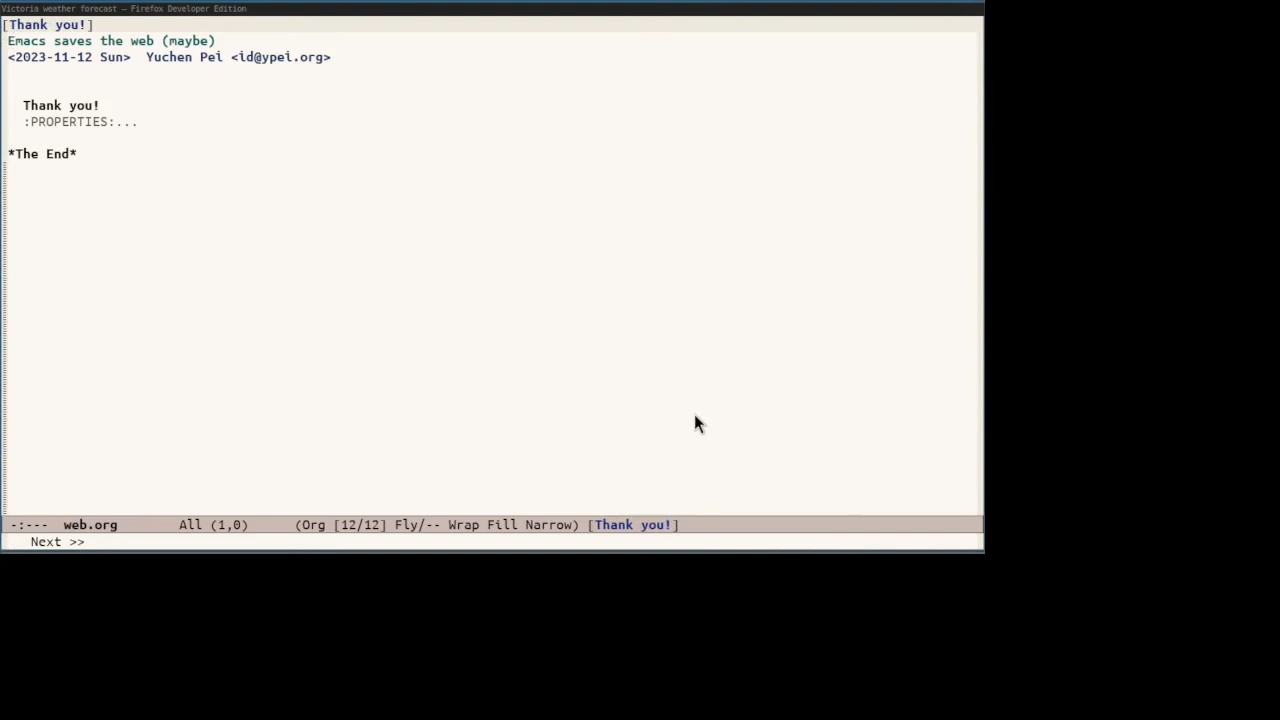 Victoria weather forecast — Firefox Developer Edition
[Thank you!]
Emacs saves the web (maybe)
<2023-11-12 Sun>  Yuchen Pei <id@ypei.org>
Thank you!
:PROPERTIES:...
*The End*
-:---  web.org        All (1,0)      (Org [12/12] Fly/-- Wrap Fill Narrow) [Thank you!]
Next >>